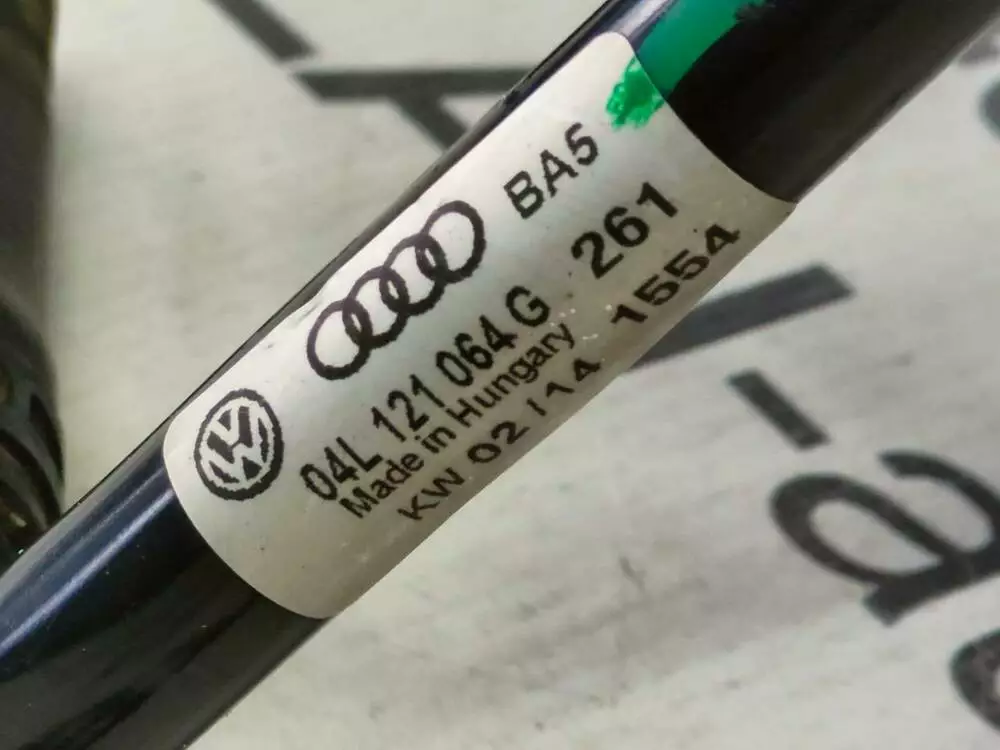 BA5
04L 121 064 G 261
Made in Hungary
KW 02 / 14 1554